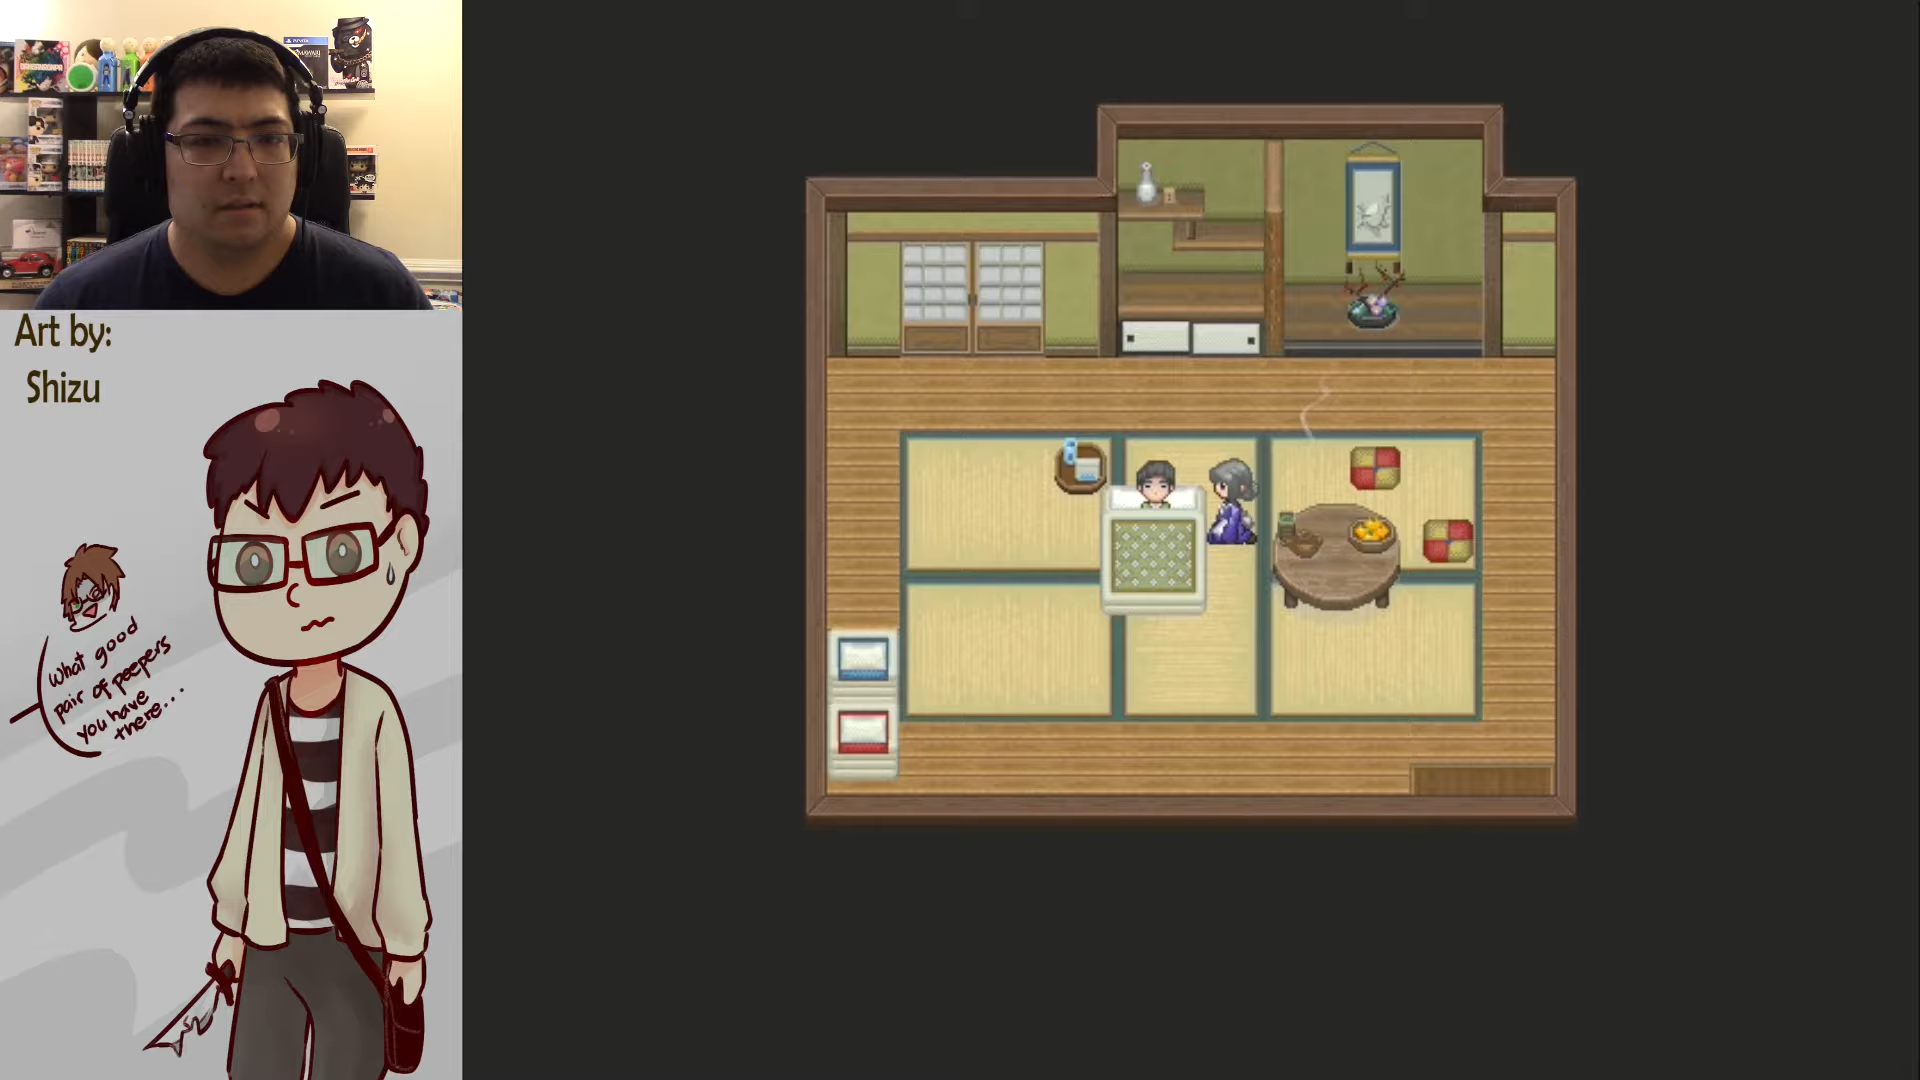 Art by:
Shizu
What good
pair of peepers
you have
there...